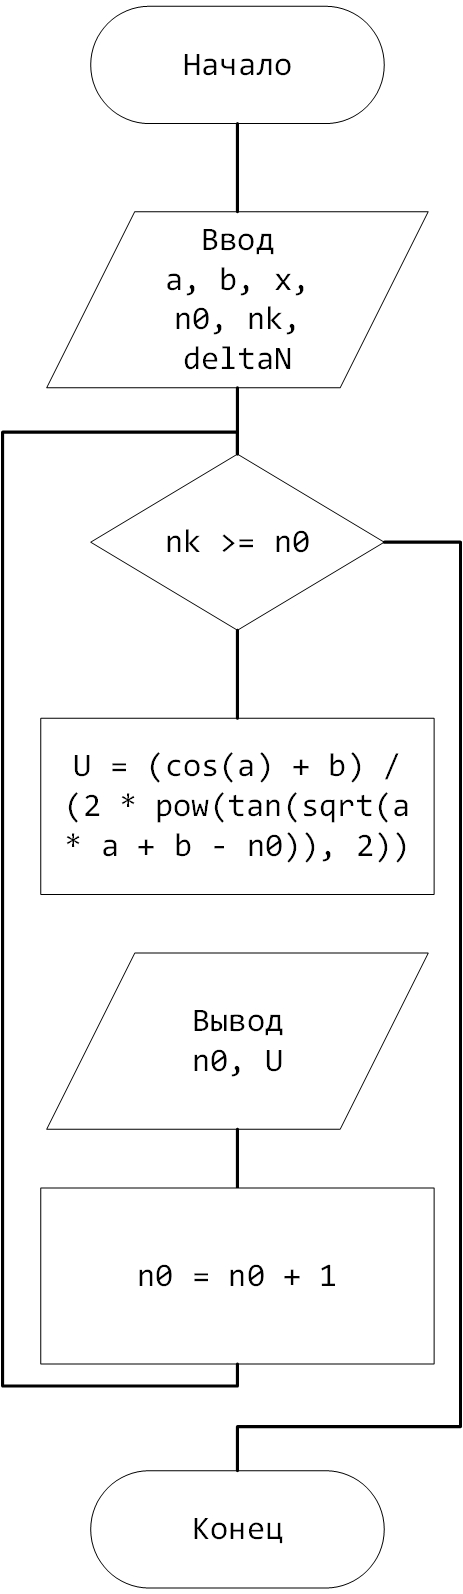 Начало
Ввод
a, b, x,
n0, nk,
deltaN
nk >= n0
U = (cos(a) + b) /
(2 * pow(tan(sqrt(a
* a + b - n0)), 2))
Вывод
n0, U
n0 = n0 + 1
Конец